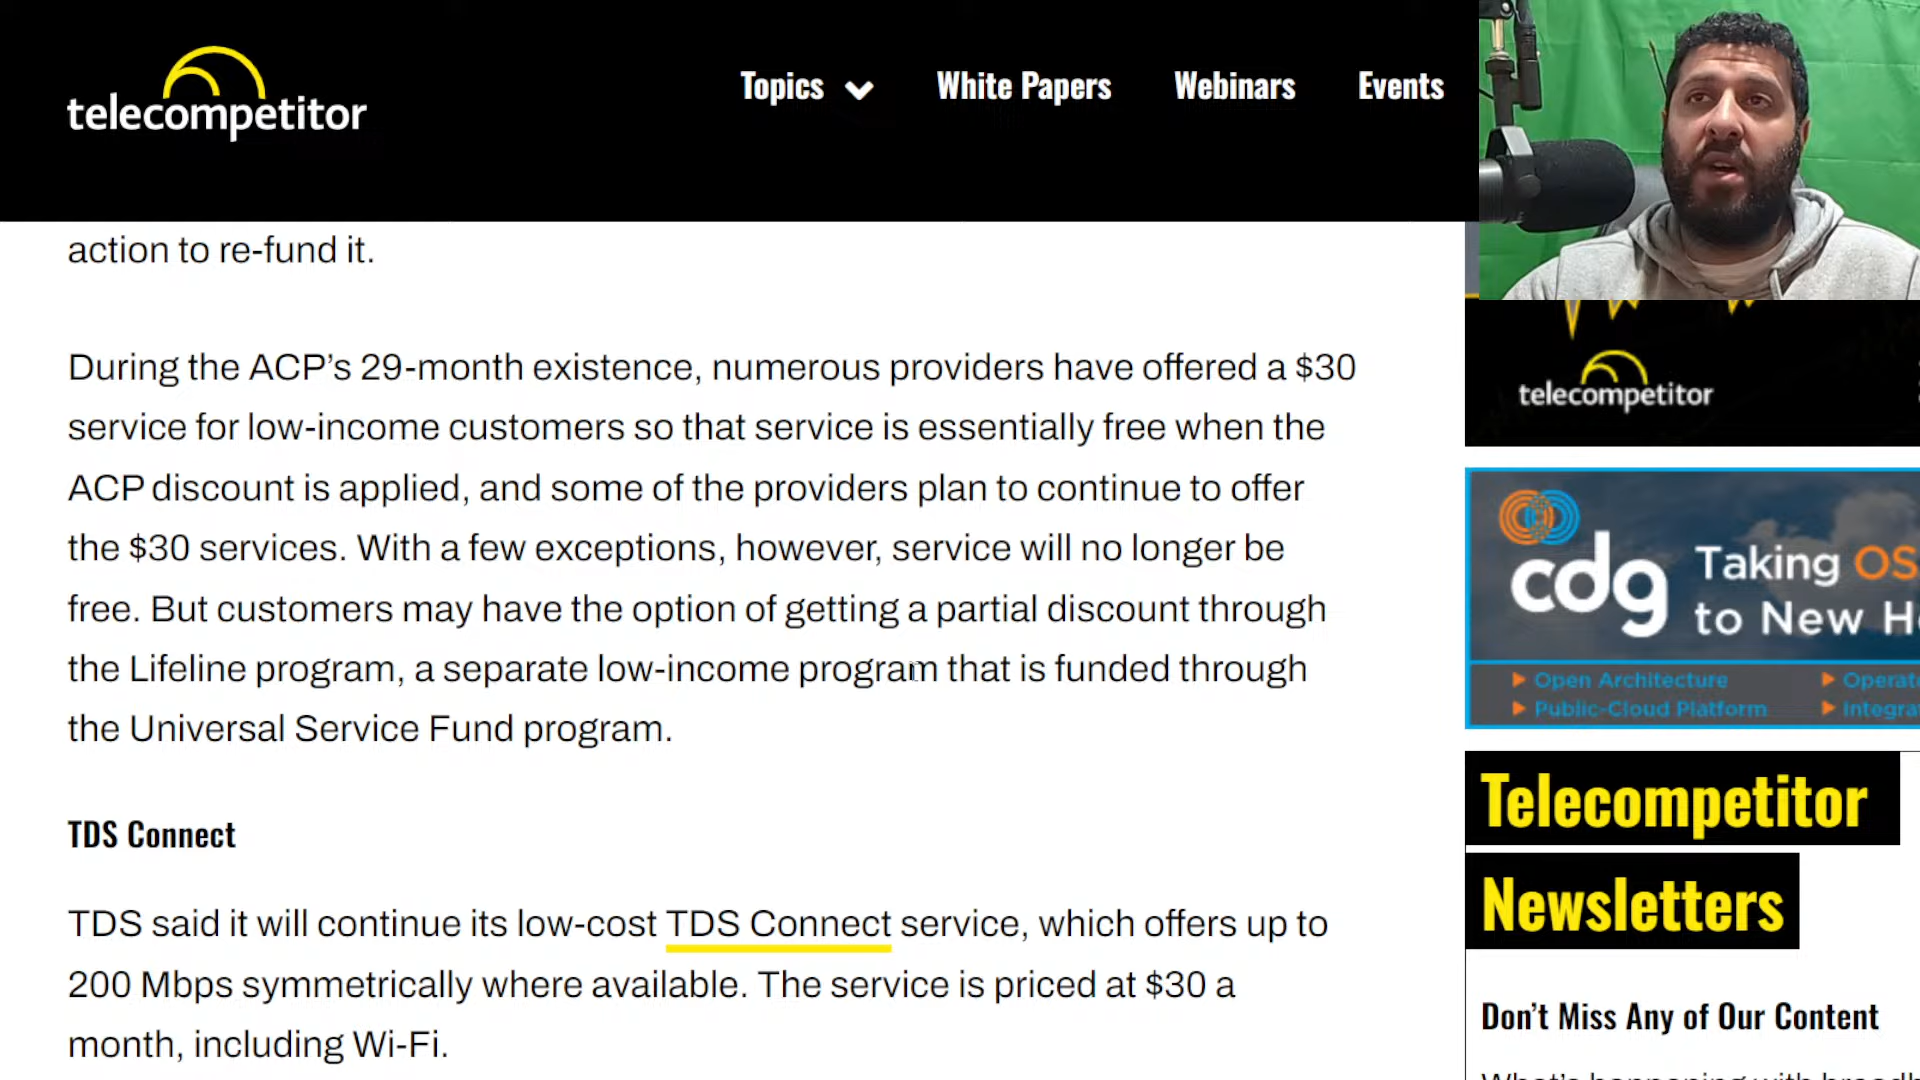 telecompetitor
Topics
White Papers
Webinars
Events
action to re-fund it.
During the ACP’s 29-month existence, numerous providers have offered a $30
service for low-income customers so that service is essentially free when the
ACP discount is applied, and some of the providers plan to continue to offer
the $30 services. With a few exceptions, however, service will no longer be
free. But customers may have the option of getting a partial discount through
the Lifeline program, a separate low-income program that is funded through
the Universal Service Fund program.
TDS Connect
TDS said it will continue its low-cost TDS Connect service, which offers up to
200 Mbps symmetrically where available. The service is priced at $30 a
month, including Wi-Fi.
telecompetitor
cdg
Taking OS
to New H
Open Architecture
Operat
Public-Cloud Platform
Integra
Telecompetitor
Newsletters
Don’t Miss Any of Our Content